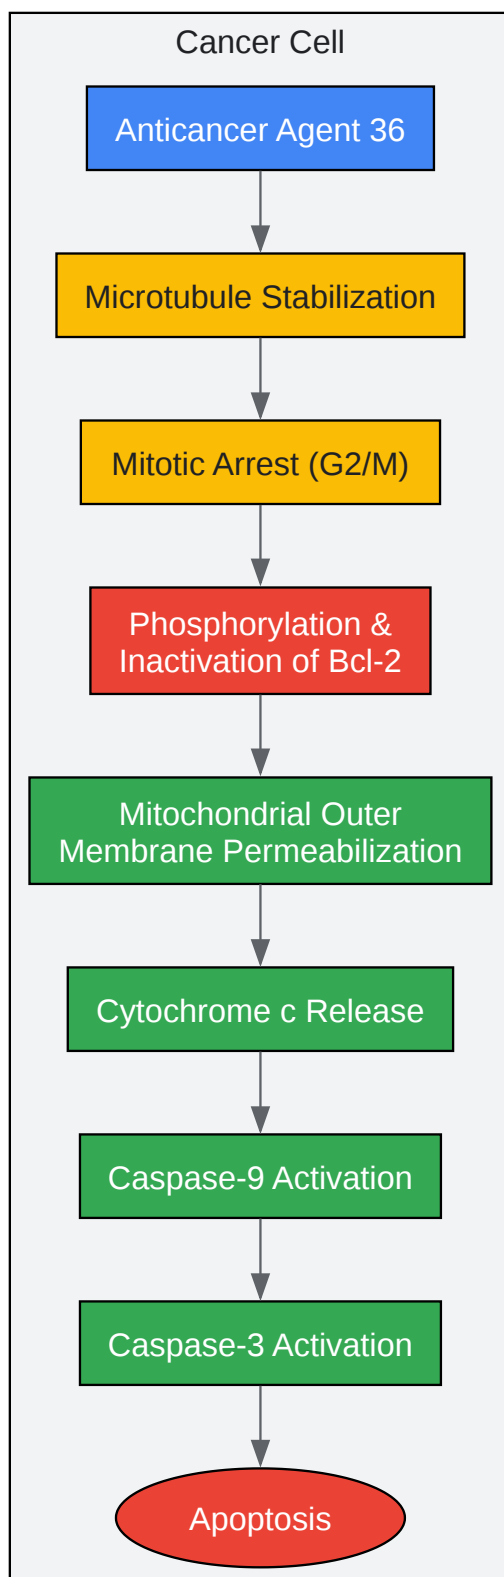 Cancer Cell
Anticancer Agent 36
Microtubule Stabilization
Mitotic Arrest (G2/M)
Phosphorylation &
Inactivation of Bcl-2
Mitochondrial Outer
Membrane Permeabilization
Cytochrome c Release
Caspase-9 Activation
Caspase-3 Activation
Apoptosis